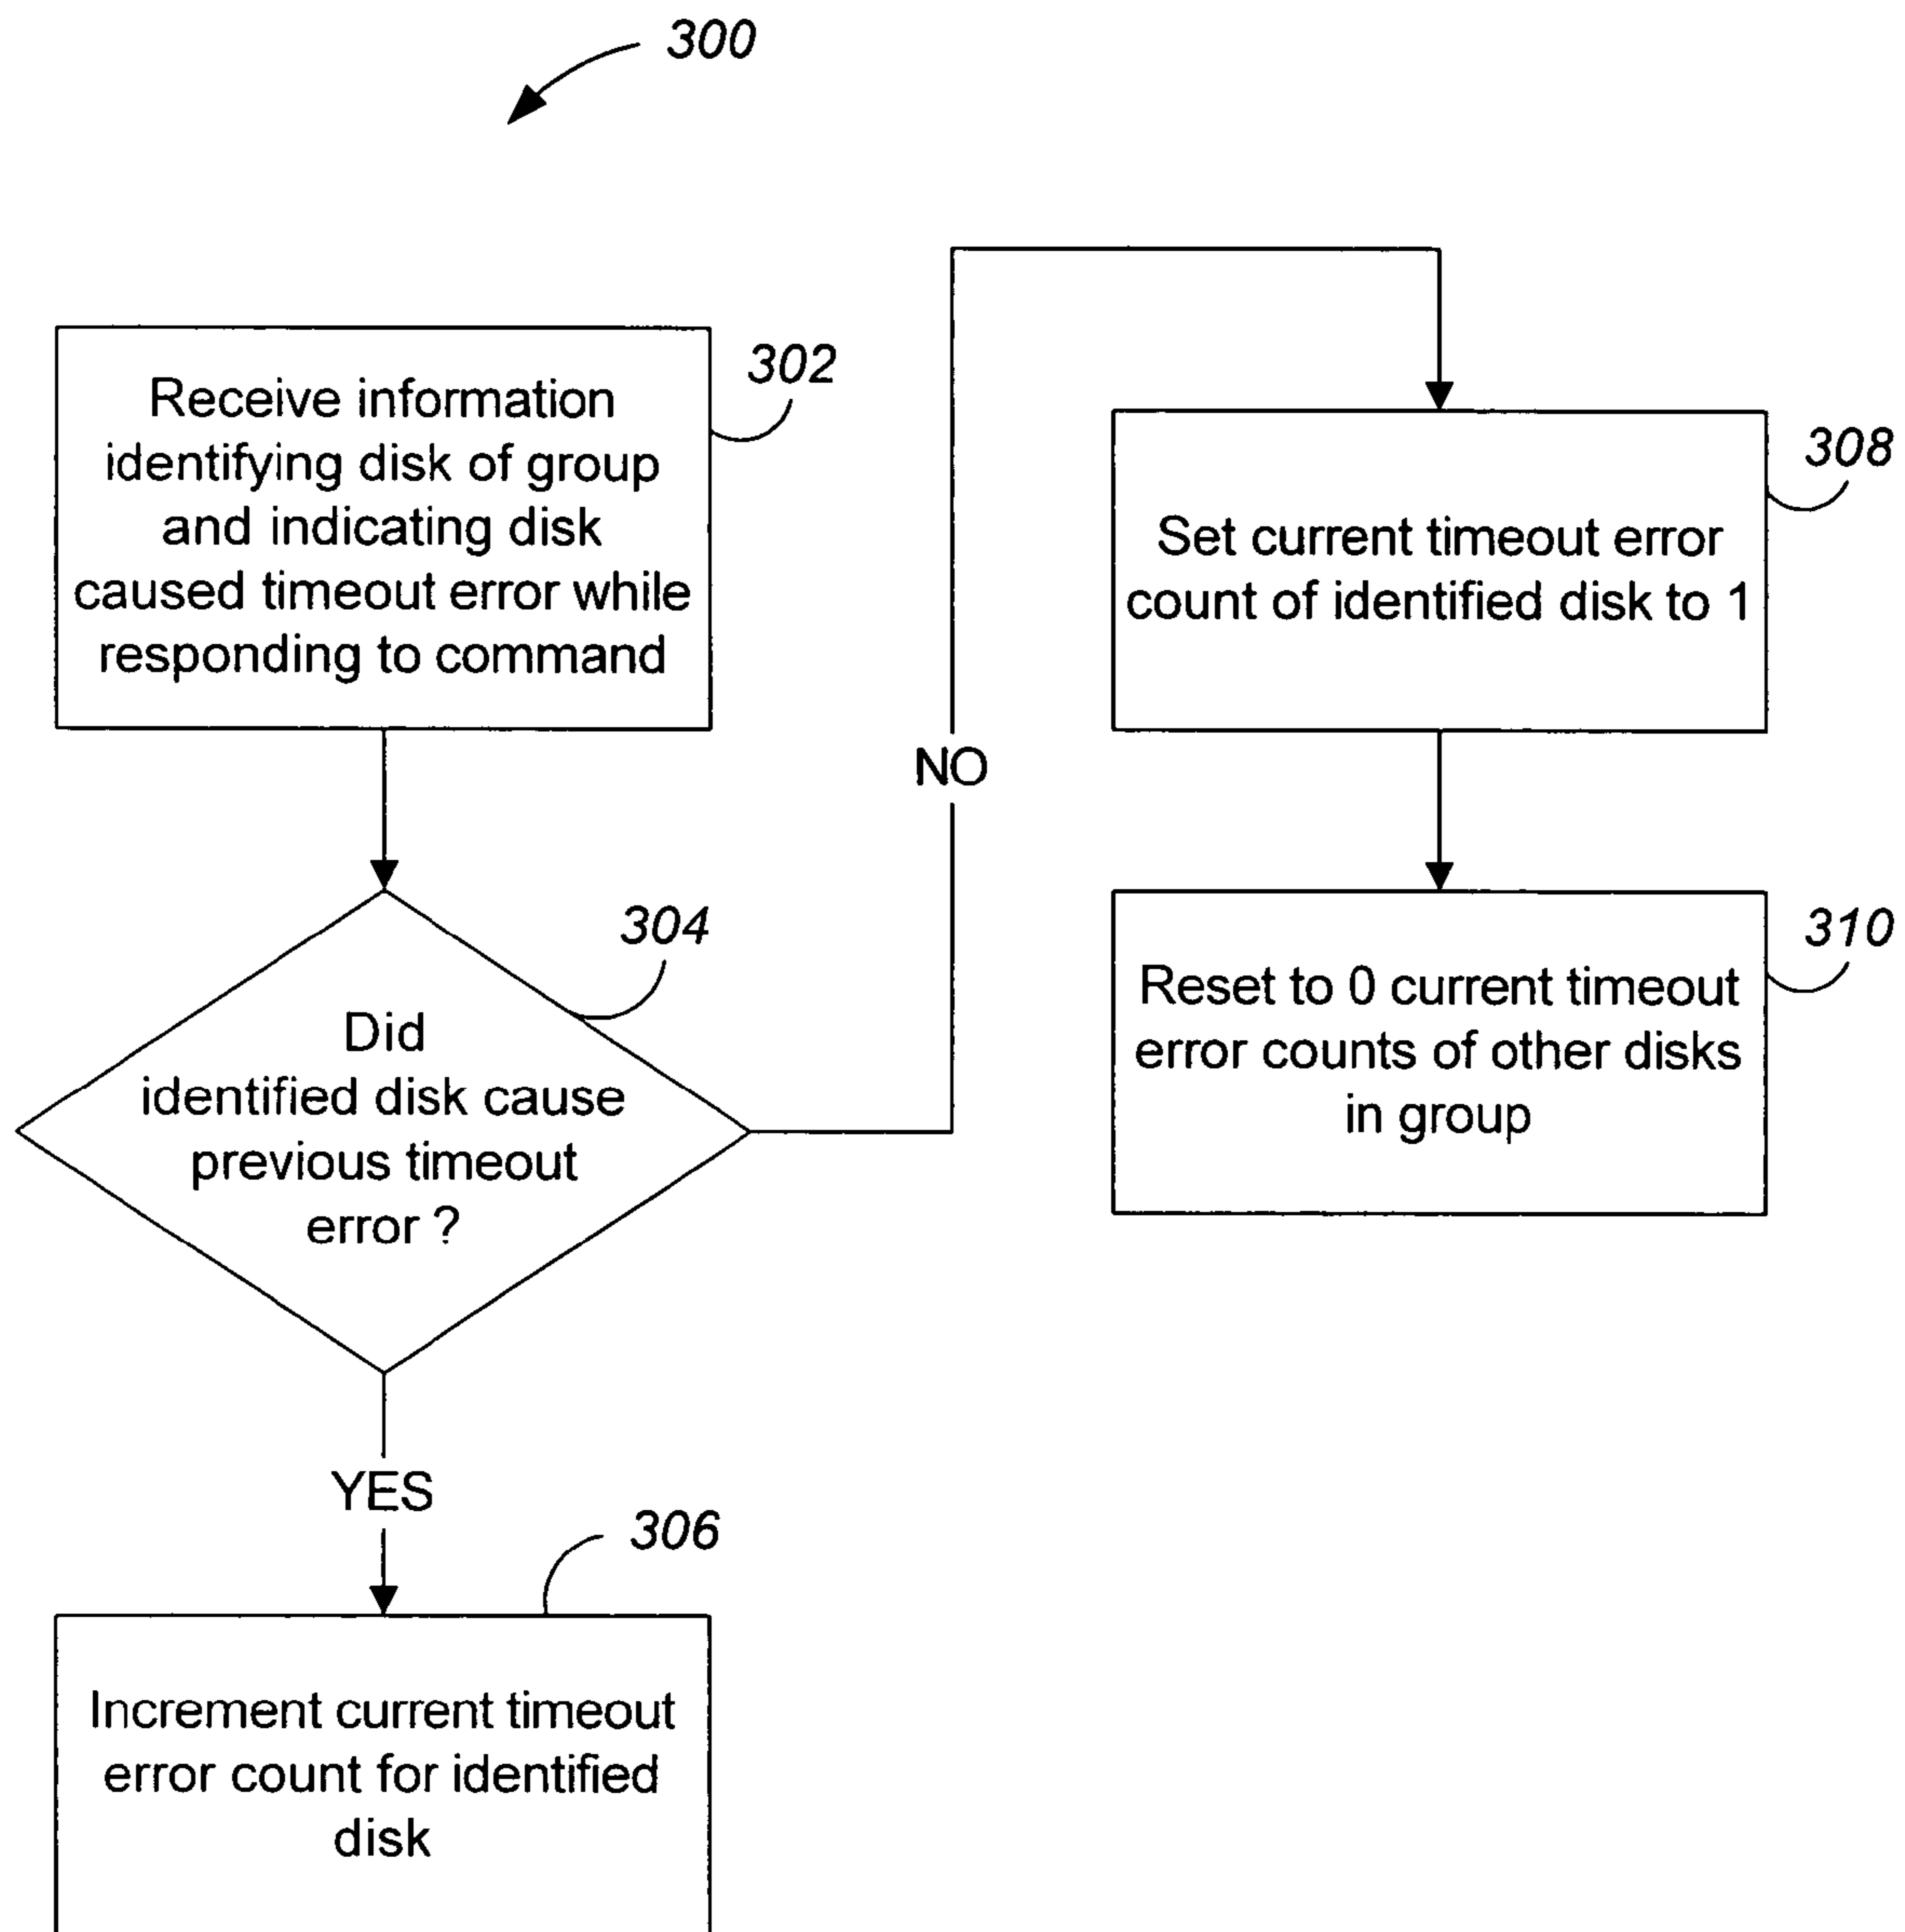 300
Receive information
identifying disk of group
and indicating disk
caused timeout error while
responding to command
302
Did
identified disk cause
previous timeout
error ?
304
YES
306
Increment current timeout
error count for identified
disk
NO
308
Set current timeout error
count of identified disk to 1
310
Reset to 0 current timeout
error counts of other disks
in group